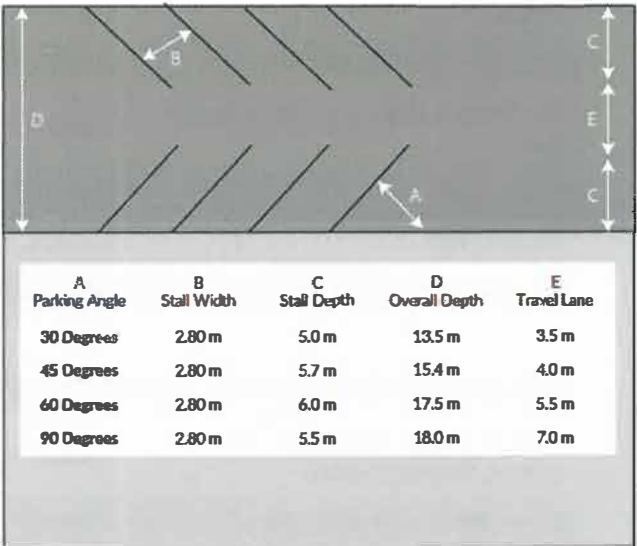 B
C
D
E
A
C
A B C D E
Parking Angle Stall Width Stall Depth Overall Depth Travel Lane
30 Degrees 2.80 m 5.0 m 13.5 m 3.5 m
45 Degrees 2.80 m 5.7 m 15.4 m 4.0 m
60 Degrees 2.80 m 6.0 m 17.5 m 5.5 m
90 Degrees 2.80 m 5.5 m 18.0 m 7.0 m